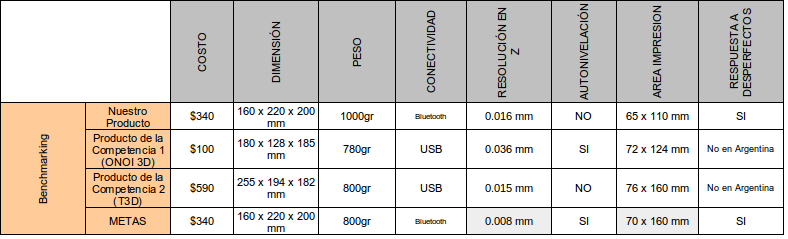 COSTO
DIMENSIÓN
PESO
CONECTIVIDAD
RESOLUCIÓN EN
Z
AUTONIVELACIÓN
AREA IMPRESION
RESPUESTA A
DESPERFECTOS
Benchmarking
Nuestro
Producto
$340
160 x 220 x 200
mm
1000gr
Bluetooth
0.016 mm
NO
65 x 110 mm
SI
Producto de la
Competencia 1
(ONOI 3D)
$100
180 x 128 x 185
mm
780gr
USB
0.036 mm
SI
72 x 124 mm
No en Argentina
Producto de la
Competencia 2
(T3D)
$590
255 x 194 x 182
mm
800gr
USB
0.015 mm
NO
76 x 160 mm
No en Argentina
METAS
$340
160 x 220 x 200
mm
800gr
Bluetooth
0.008 mm
SI
70 x 160 mm
SI